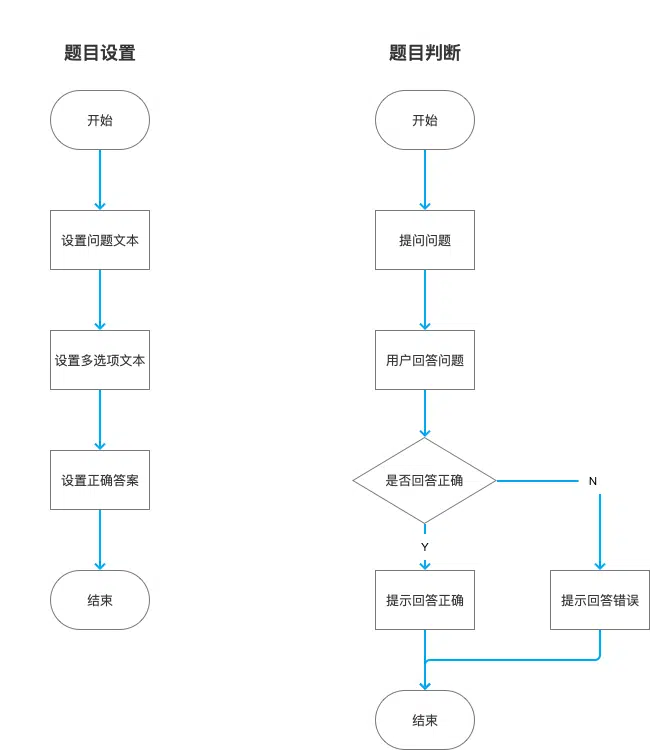 题目设置
开始
设置问题文本
设置多选项文本
设置正确答案
结束
题目判断
开始
提问问题
用户回答问题
是否回答正确
N
Y
提示回答正确
提示回答错误
结束